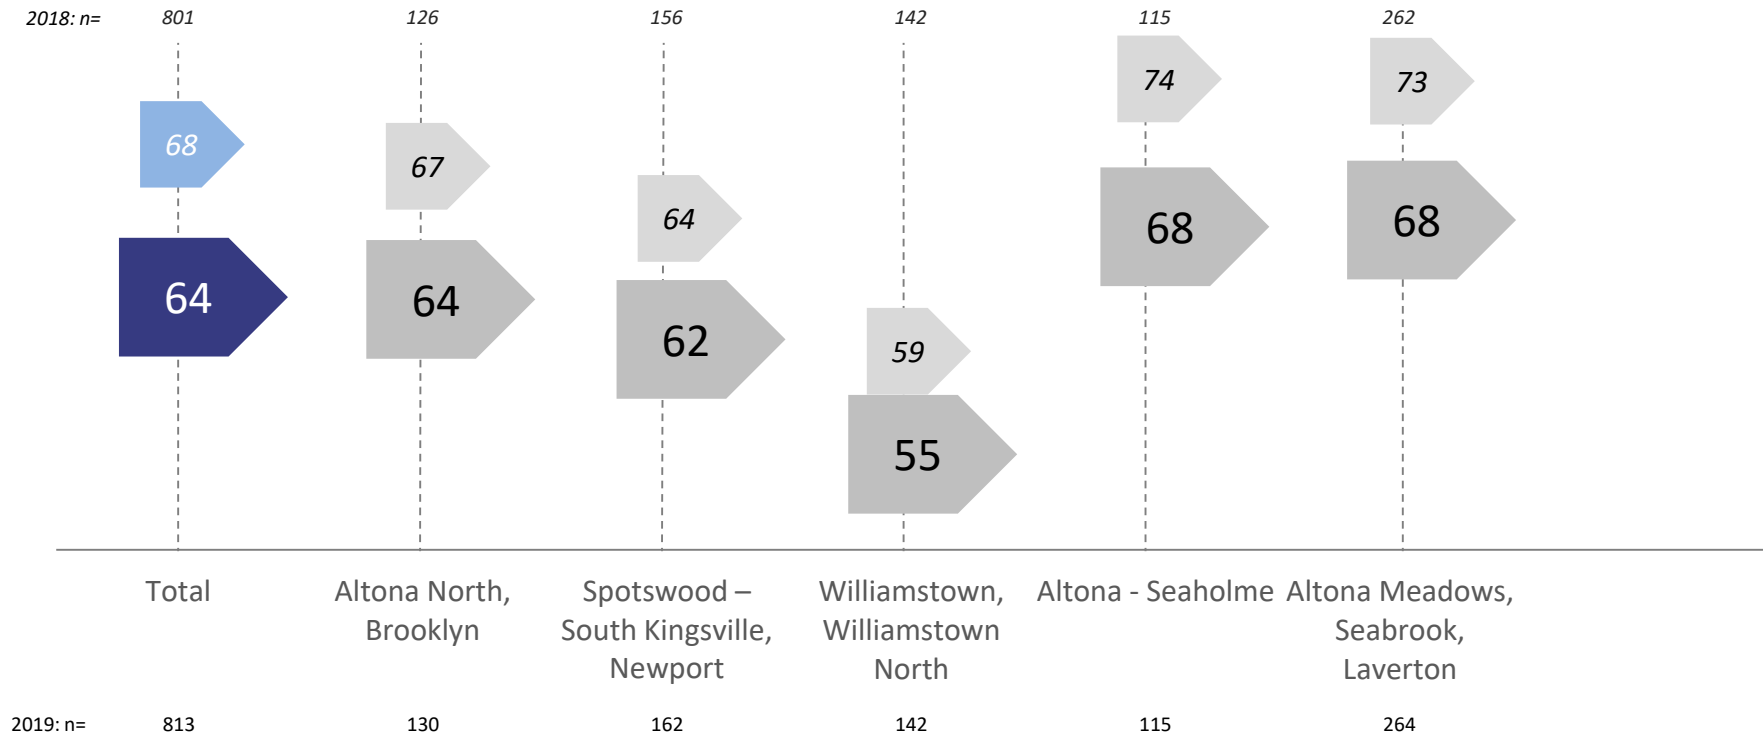 2018: n= 801 126 156 142 115 262
74 73
68 67
64
68 68
64 64
62
59
55
Total Altona North, Spotswood – Williamstown, Altona - Seaholme Altona Meadows,
Brooklyn South Kingsville, Williamstown Seabrook,
Newport North Laverton
2019: n= 813 130 162 142 115 264